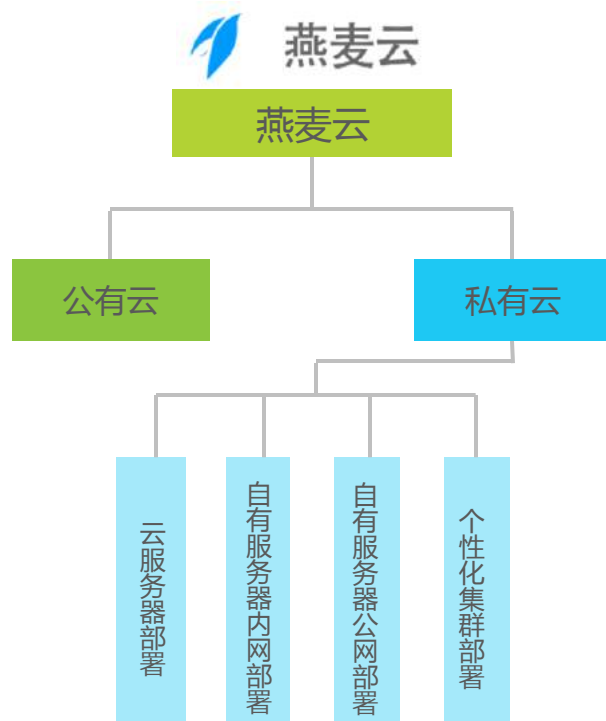 燕麦云
燕麦云
公有云
私有云
云服务器部署
自有服务器内网部署
自有服务器公网部署
个性化集群部署